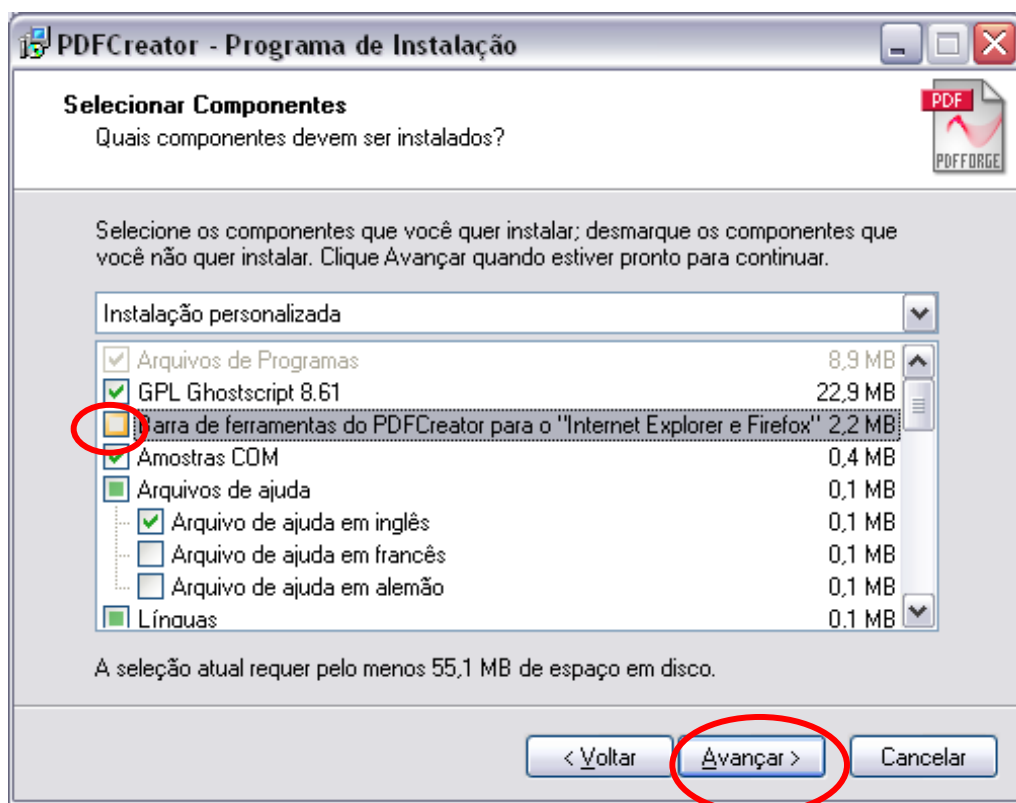 PDFCreator - Programa de Instalação
Selecionar Componentes
Quais componentes devem ser instalados?
PDF
PDFFORGE
Selecione os componentes que você quer instalar; desmarque os componentes que
você não quer instalar. Clique Avançar quando estiver pronto para continuar.
Instalação personalizada
Arquivos de Programas 8,9 MB
GPL Ghostscript 8.61 22,9 MB
Barra de ferramentas do PDFCreator para o "Internet Explorer e Firefox" 2,2 MB
Amostras COM 0,4 MB
Arquivos de ajuda 0,1 MB
Arquivo de ajuda em inglês 0,1 MB
Arquivo de ajuda em francês 0,1 MB
Arquivo de ajuda em alemão 0,1 MB
Línguas 0,1 MB
A seleção atual requer pelo menos 55,1 MB de espaço em disco.
< Voltar Avançar > Cancelar